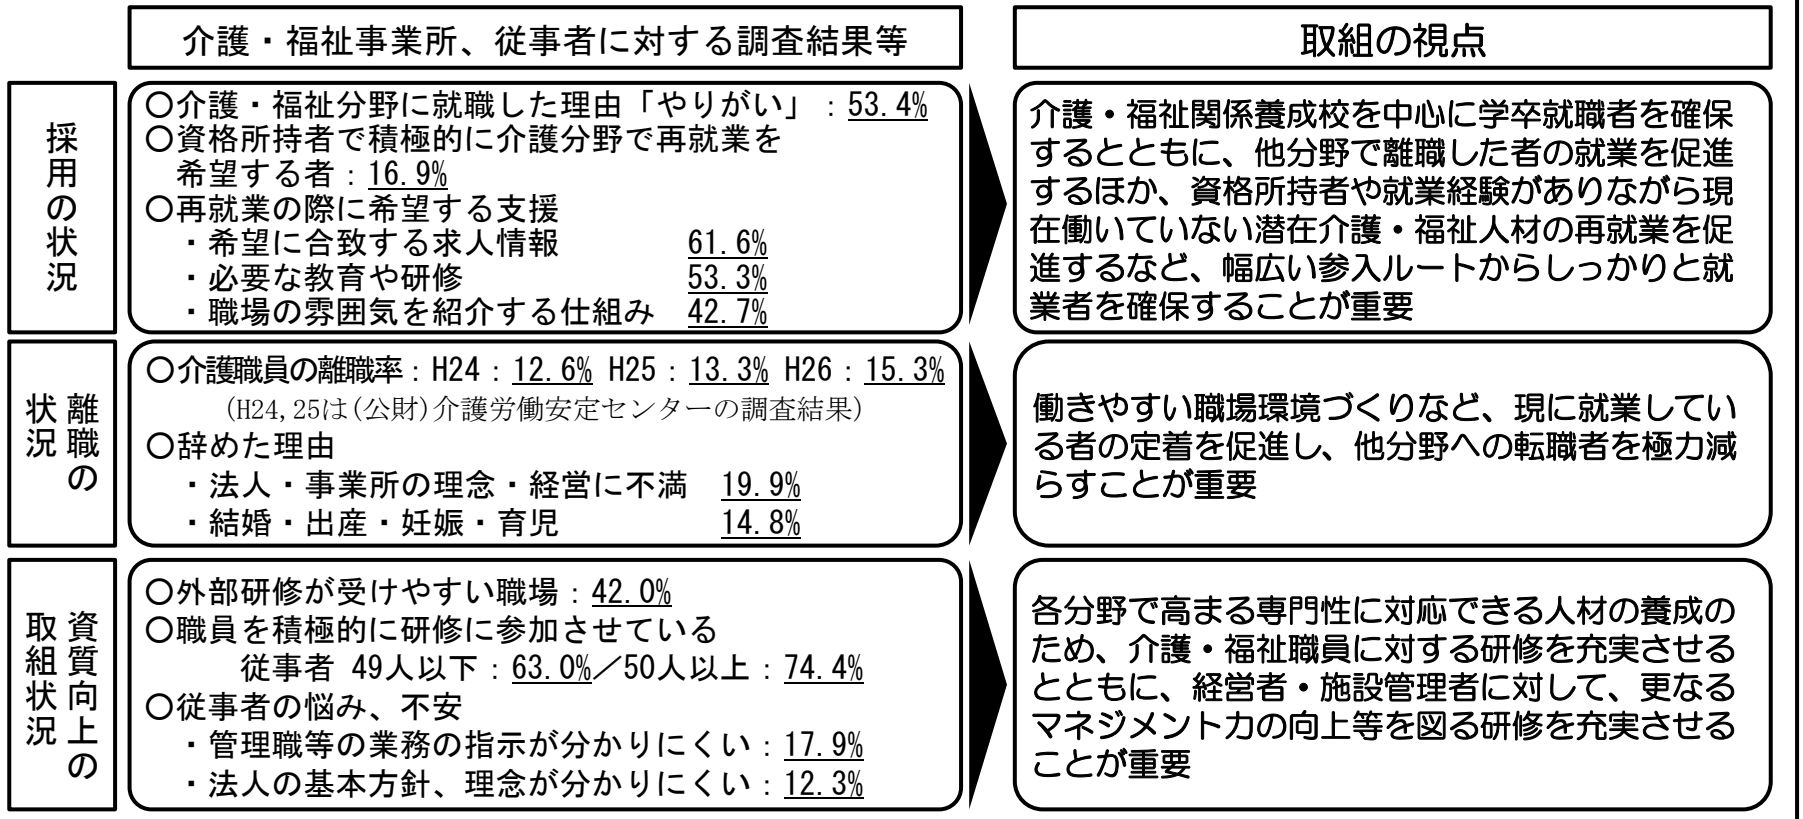 介護・福祉事業所、従事者に対する調査結果等
取組の視点
採用の状況
○介護・福祉分野に就職した理由「やりがい」：53.4%
○資格所持者で積極的に介護分野で再就業を
希望する者：16.9%
○再就業の際に希望する支援
・希望に合致する求人情報 61.6%
・必要な教育や研修 53.3%
・職場の雰囲気を紹介する仕組み 42.7%
介護・福祉関係養成校を中心に学卒就職者を確保
するとともに、他分野で離職した者の就業を促進
するほか、資格所持者や就業経験がありながら現
在働いていない潜在介護・福祉人材の再就業を促
進するなど、幅広い参入ルートからしっかりと就
業者を確保することが重要
離職の
状況
○介護職員の離職率：H24：12.6% H25：13.3% H26：15.3%
(H24,25は(公財)介護労働安定センターの調査結果)
○辞めた理由
・法人・事業所の理念・経営に不満 19.9%
・結婚・出産・妊娠・育児 14.8%
働きやすい職場環境づくりなど、現に就業してい
る者の定着を促進し、他分野への転職者を極力減
らすことが重要
資質向上の
取組状況
○外部研修が受けやすい職場：42.0%
○職員を積極的に研修に参加させている
従事者 49人以下：63.0%／50人以上：74.4%
○従事者の悩み、不安
・管理職等の業務の指示が分かりにくい：17.9%
・法人の基本方針、理念が分かりにくい：12.3%
各分野で高まる専門性に対応できる人材の養成の
ため、介護・福祉職員に対する研修を充実させる
とともに、経営者・施設管理者に対して、更なる
マネジメント力の向上等を図る研修を充実させる
ことが重要